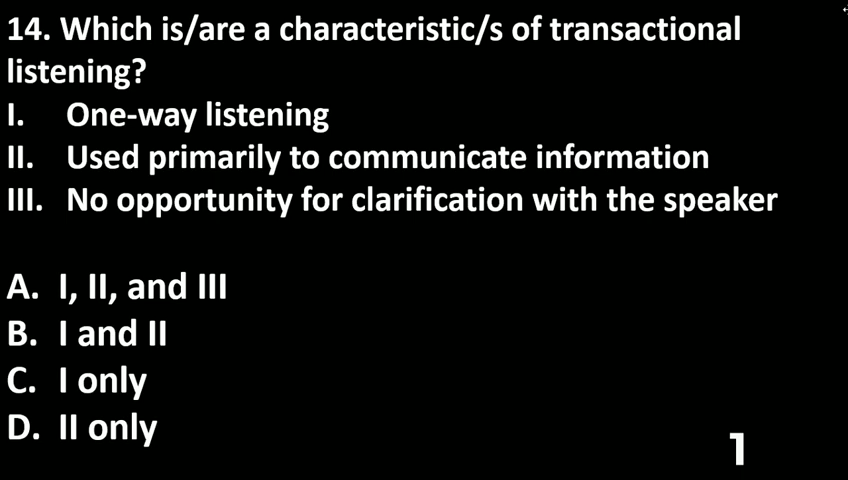 14. Which is/are a characteristic/s of transactional
listening?
I. One-way listening
II. Used primarily to communicate information
III. No opportunity for clarification with the speaker
A. I, II, and III
B. I and II
C. I only
D. II only
1